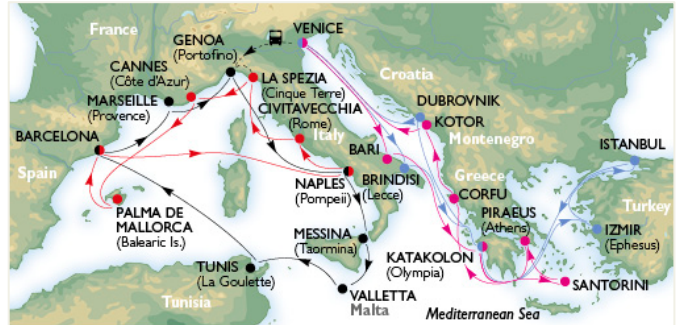 France
GENOA
(Portofino)
VENICE
CANNES
(Côte d'Azur)
LA SPEZIA
(Cinque Terre)
Croatia
MARSEILLE
(Provence)
CIVITAVECCHIA
(Rome)
Italy
DUBROVNIK
KOTOR
Montenegro
BARCELONA
Spain
BARI
BRINDISI
(Lecce)
ISTANBUL
Greece
CORFU
NAPLES
(Pompeii)
PALMA DE
MALLORCA
(Balearic Is.)
PIRAEUS
(Athens)
Turkey
IZMIR
(Ephesus)
MESSINA
(Taormina)
KATAKOLON
(Olympia)
TUNIS
(La Goulette)
SANTORINI
VALLETTA
Malta
Tunisia
Mediterranean Sea